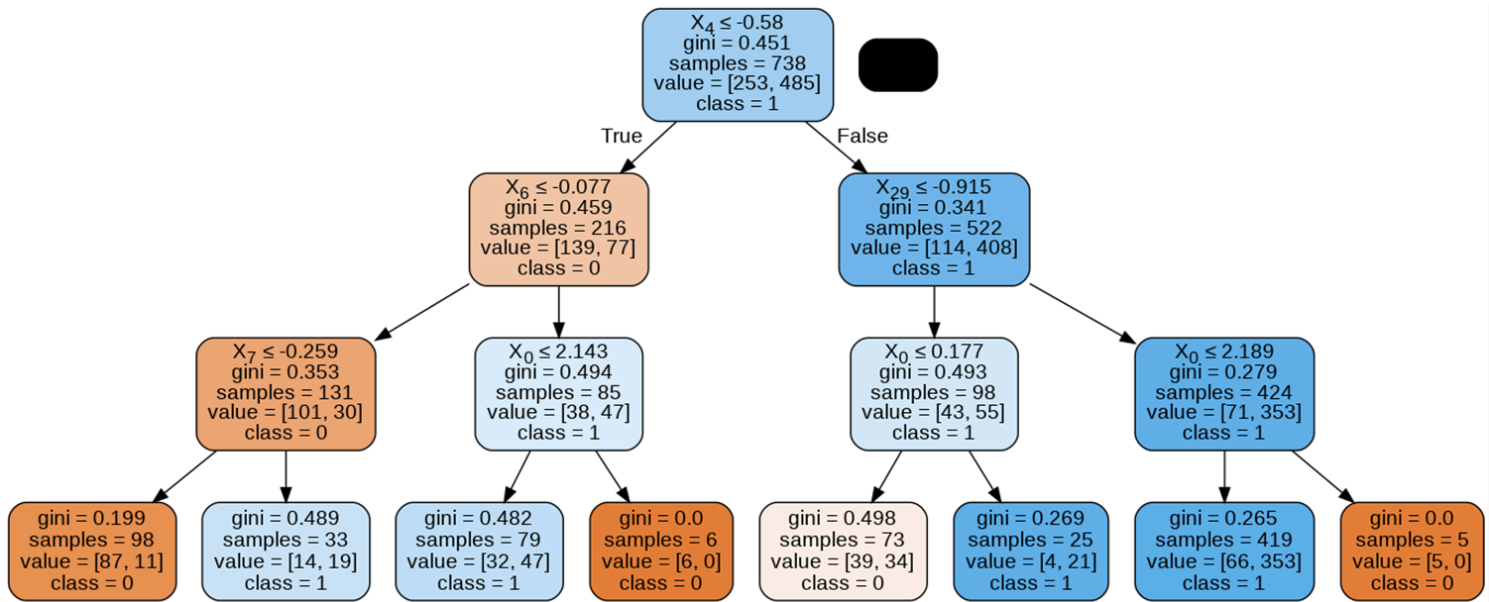 X4 ≤ -0.58
gini = 0.451
samples = 738
value = [253, 485]
class = 1
True
False
X6 ≤ -0.077
gini = 0.459
samples = 216
value = [139, 77]
class = 0
X29 ≤ -0.915
gini = 0.341
samples = 522
value = [114, 408]
class = 1
X7 ≤ -0.259
gini = 0.353
samples = 131
value = [101, 30]
class = 0
X0 ≤ 2.143
gini = 0.494
samples = 85
value = [38, 47]
class = 1
X0 ≤ 0.177
gini = 0.493
samples = 98
value = [43, 55]
class = 1
X0 ≤ 2.189
gini = 0.279
samples = 424
value = [71, 353]
class = 1
gini = 0.199
samples = 98
value = [87, 11]
class = 0
gini = 0.489
samples = 33
value = [14, 19]
class = 1
gini = 0.482
samples = 79
value = [32, 47]
class = 1
gini = 0.0
samples = 6
value = [6, 0]
class = 0
gini = 0.498
samples = 73
value = [39, 34]
class = 0
gini = 0.269
samples = 25
value = [4, 21]
class = 1
gini = 0.265
samples = 419
value = [66, 353]
class = 1
gini = 0.0
samples = 5
value = [5, 0]
class = 0